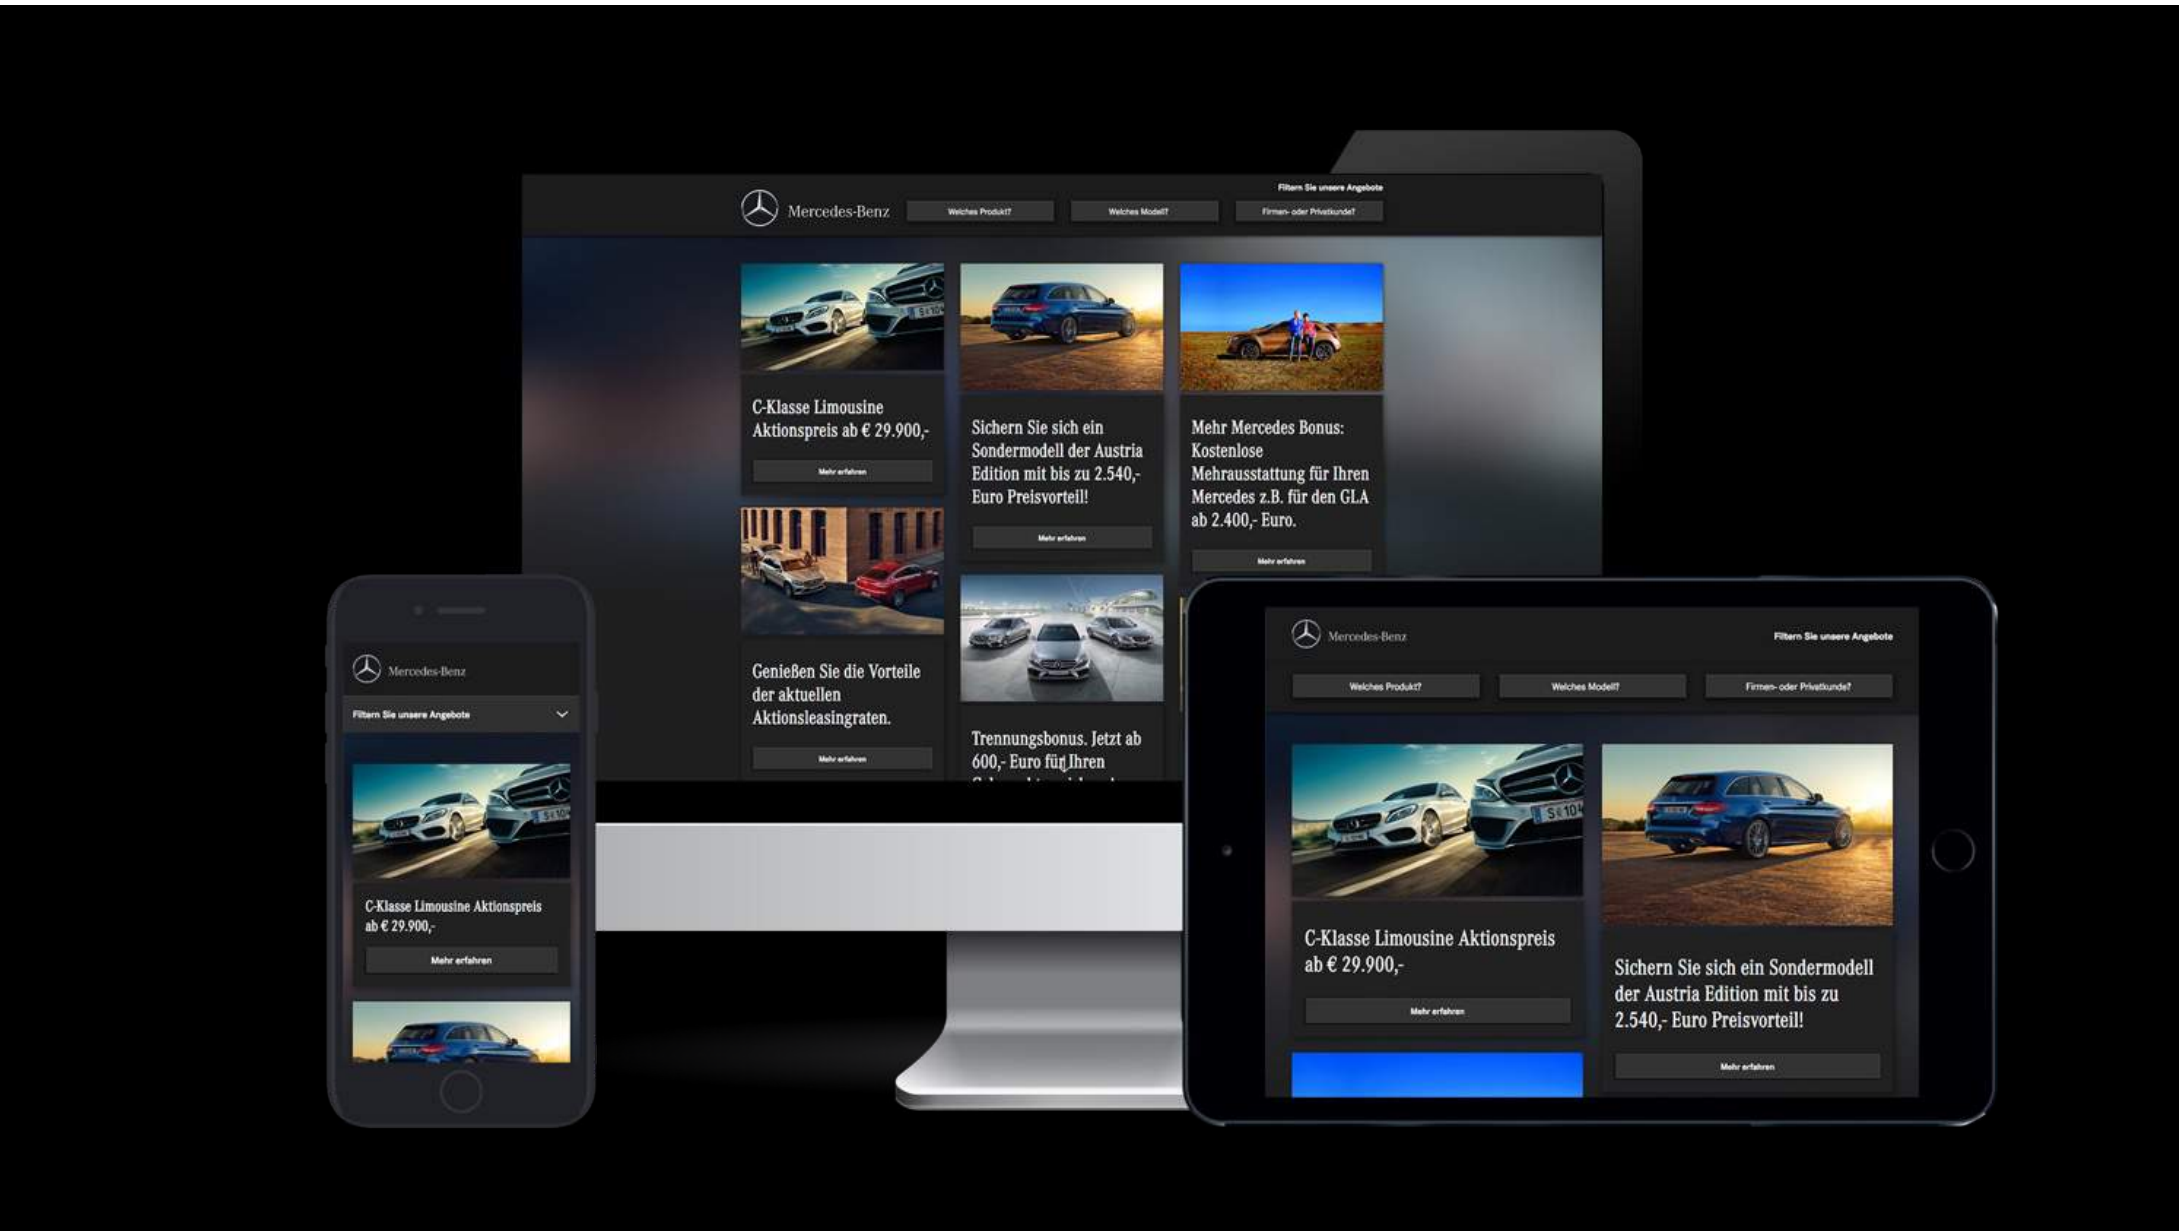 Filtern Sie unsere Angebote
Mercedes-Benz
Welches Produkt?
Welches Modell?
Firmen- oder Privatkunde?
C-Klasse Limousine
Aktionspreis ab € 29.900,-
Mehr erfahren
Sichern Sie sich ein
Sondermodell der Austria
Edition mit bis zu 2.540,-
Euro Preisvorteil!
Mehr erfahren
Mehr Mercedes Bonus:
Kostenlose
Mehrausstattung für Ihren
Mercedes z.B. für den GLA
ab 2.400,- Euro.
Mehr erfahren
Genießen Sie die Vorteile
der aktuellen
Aktionsleasingraten.
Mehr erfahren
Trennungsbonus. Jetzt ab
600,- Euro für Ihren
Mercedes-Benz
Filtern Sie unsere Angebote
S 104
C-Klasse Limousine Aktionspreis
ab € 29.900,-
Mehr erfahren
Mercedes-Benz
Filtern Sie unsere Angebote
Welches Produkt?
Welches Modell?
Firmen- oder Privatkunde?
S 104
C-Klasse Limousine Aktionspreis
ab € 29.900,-
Mehr erfahren
Sichern Sie sich ein Sondermodell
der Austria Edition mit bis zu
2.540,- Euro Preisvorteil!
Mehr erfahren